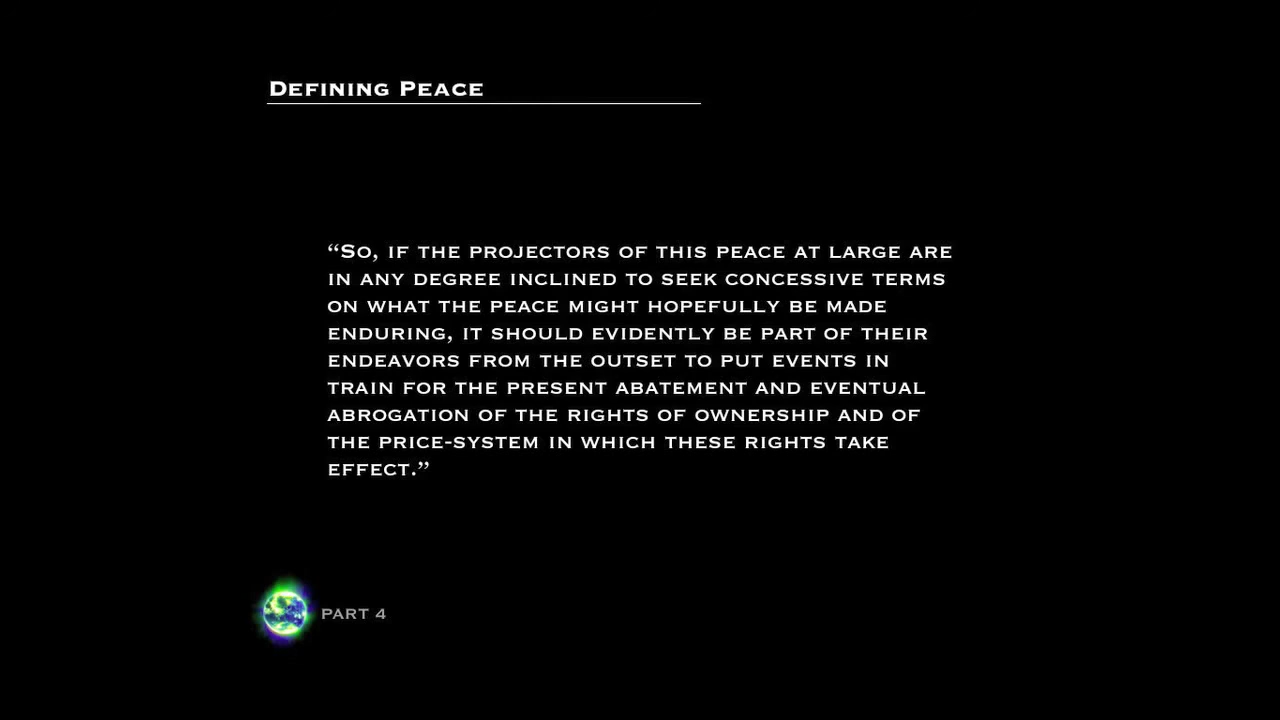 Defining Peace
“So, if the projectors of this peace at large are
in any degree inclined to seek concessive terms
on what the peace might hopefully be made
enduring, it should evidently be part of their
endeavors from the outset to put events in
train for the present abatement and eventual
abrogation of the rights of ownership and of
the price-system in which these rights take
effect.”
PART 4